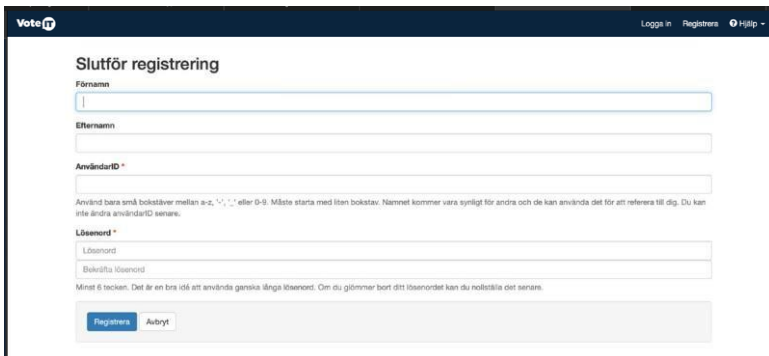 VoteIT
Logga in Registrera Hjälp
Slutför registrering
Förnamn
Efternamn
AnvändarID *
Använd bara små bokstäver mellan a-z, '-', '_' eller 0-9. Måste starta med liten bokstav. Namnet kommer vara synligt för andra och de kan använda det för att referera till dig. Du kan
inte ändra användarID senare.
Lösenord *
Lösenord
Bekräfta lösenord
Minst 6 tecken. Det är en bra idé att använda ganska långa lösenord. Om du glömmer bort ditt lösenordet kan du nollställa det senare.
Registrera Avbryt